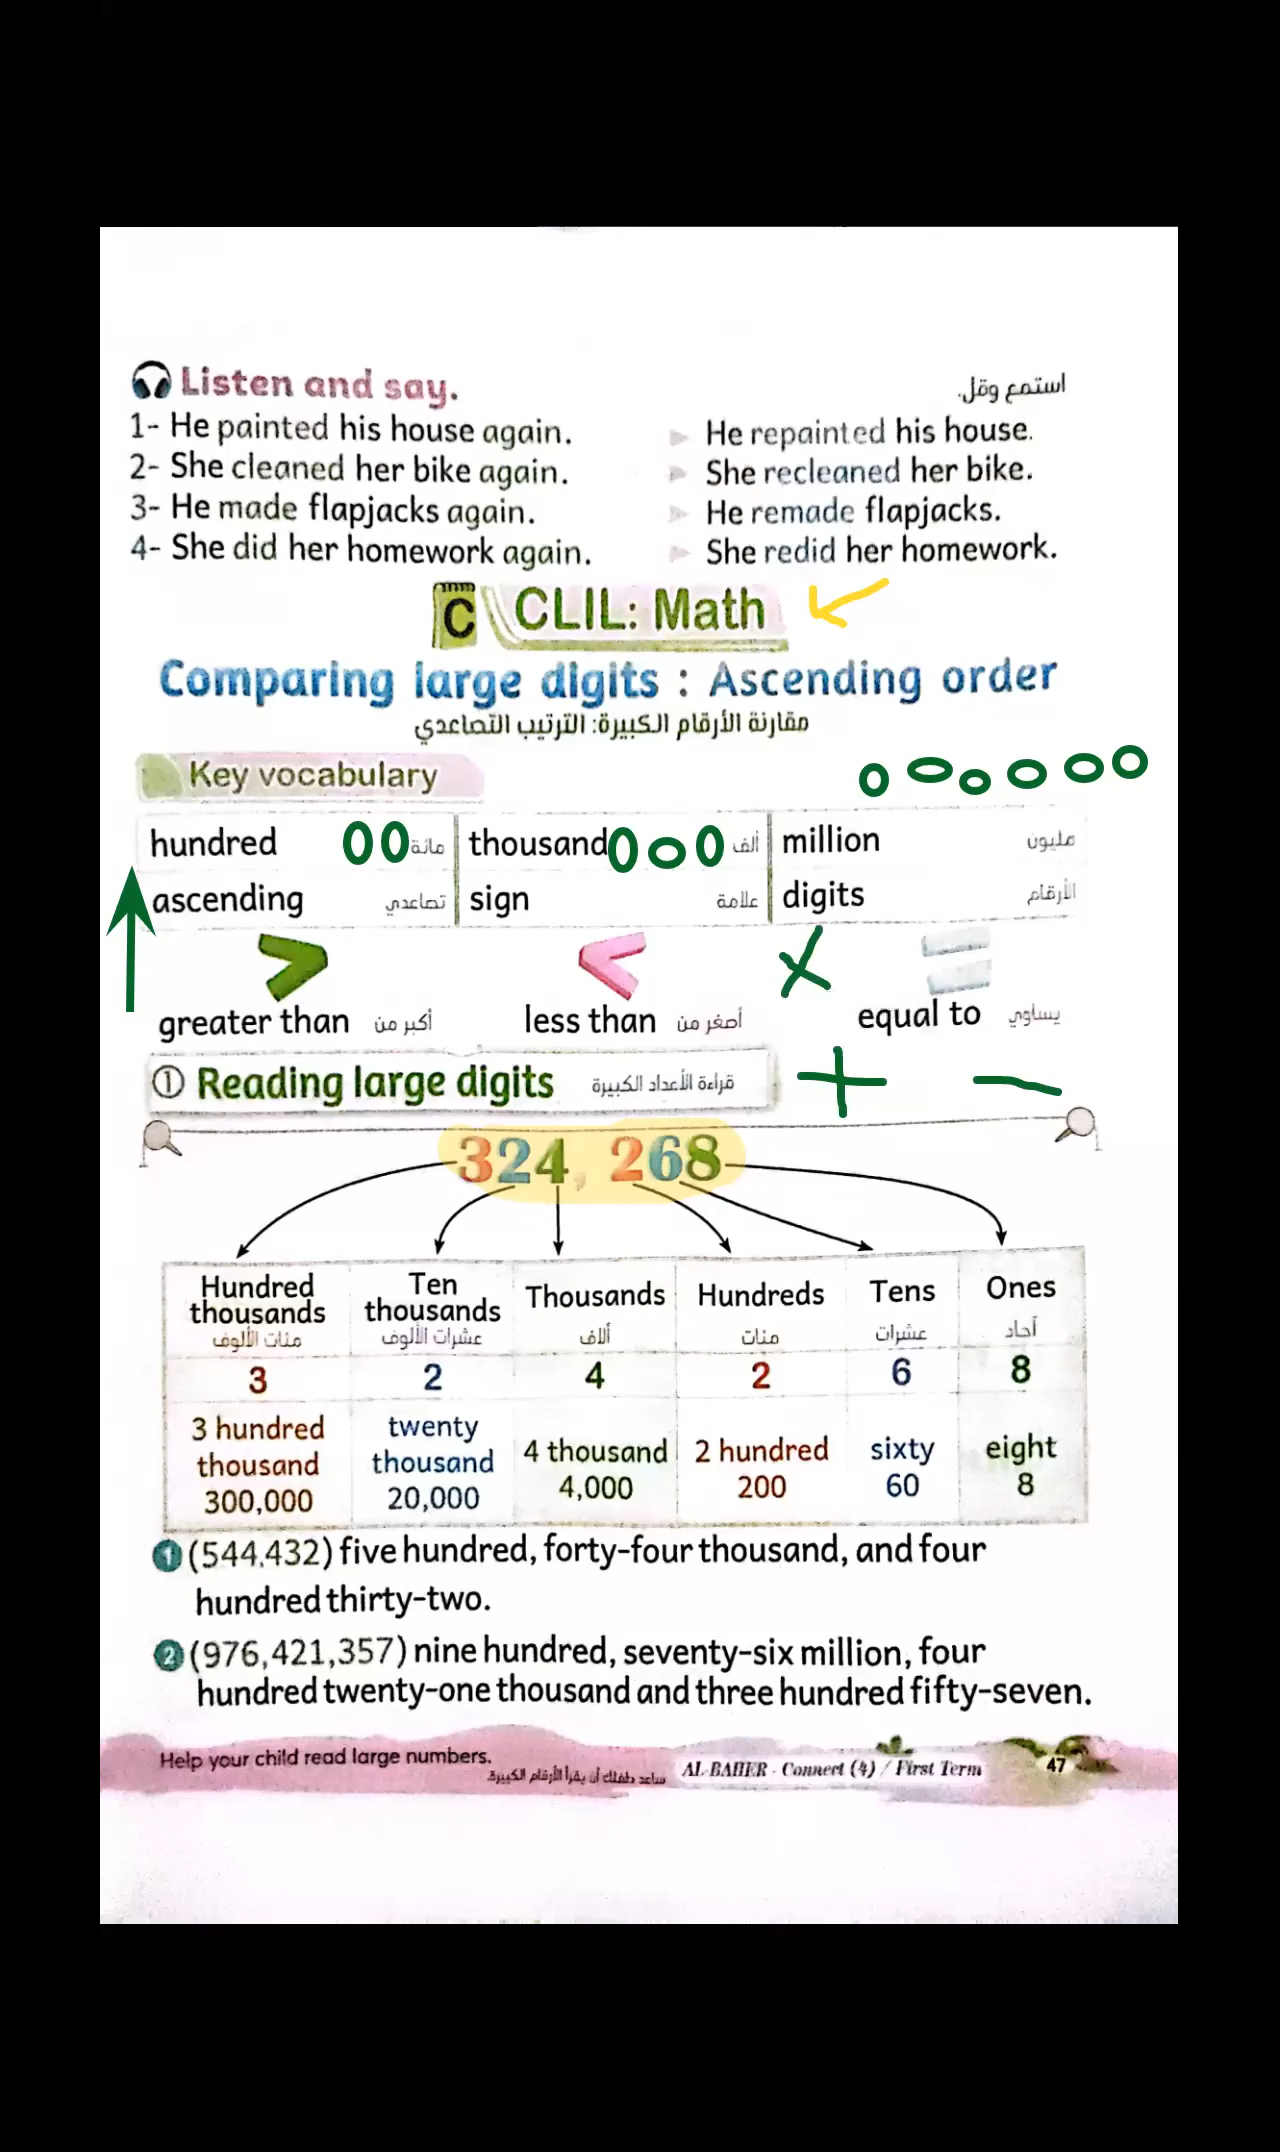 Listen and say.
استمع وقل.
1- He painted his house again.
He repainted his house.
2- She cleaned her bike again.
She recleaned her bike.
3- He made flapjacks again.
He remade flapjacks.
4- She did her homework again.
She redid her homework.
C CLIL: Math
Comparing large digits : Ascending order
مقارنة الأرقام الكبيرة: الترتيب التصاعدي
Key vocabulary
0 0 0 0 0 0
hundred 00 مائة
thousand 000 ألف
million مليون
ascending تصاعدي
sign علامة
digits الأرقام
> < × =
greater than أكبر من
less than أصغر من
equal to يساوي
① Reading large digits قراءة الأعداد الكبيرة
+ −
324, 268
Hundred thousands مئات الألوف
Ten thousands عشرات الألوف
Thousands آلاف
Hundreds مئات
Tens عشرات
Ones آحاد
3 2 4 2 6 8
3 hundred thousand 300,000
twenty thousand 20,000
4 thousand 4,000
2 hundred 200
sixty 60
eight 8
1 (544,432) five hundred, forty-four thousand, and four
hundred thirty-two.
2 (976,421,357) nine hundred, seventy-six million, four
hundred twenty-one thousand and three hundred fifty-seven.
Help your child read large numbers.
ساعد طفلك أن يقرأ الأرقام الكبيرة.
AL-BAHER - Connect (4) / First Term
47